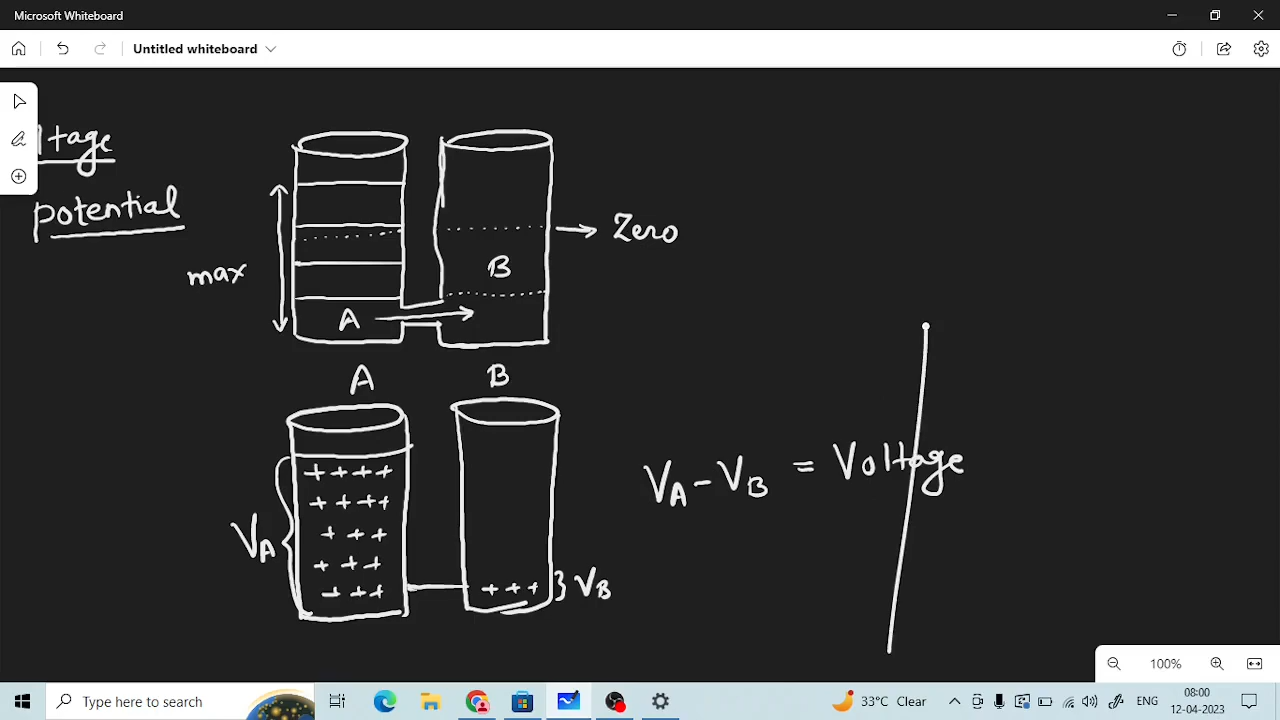 Microsoft Whiteboard
Untitled whiteboard
ltage
potential
max
A
B
Zero
A
B
VA
VA - VB = Voltage
VB
100%
Type here to search
33°C Clear
ENG
08:00
12-04-2023